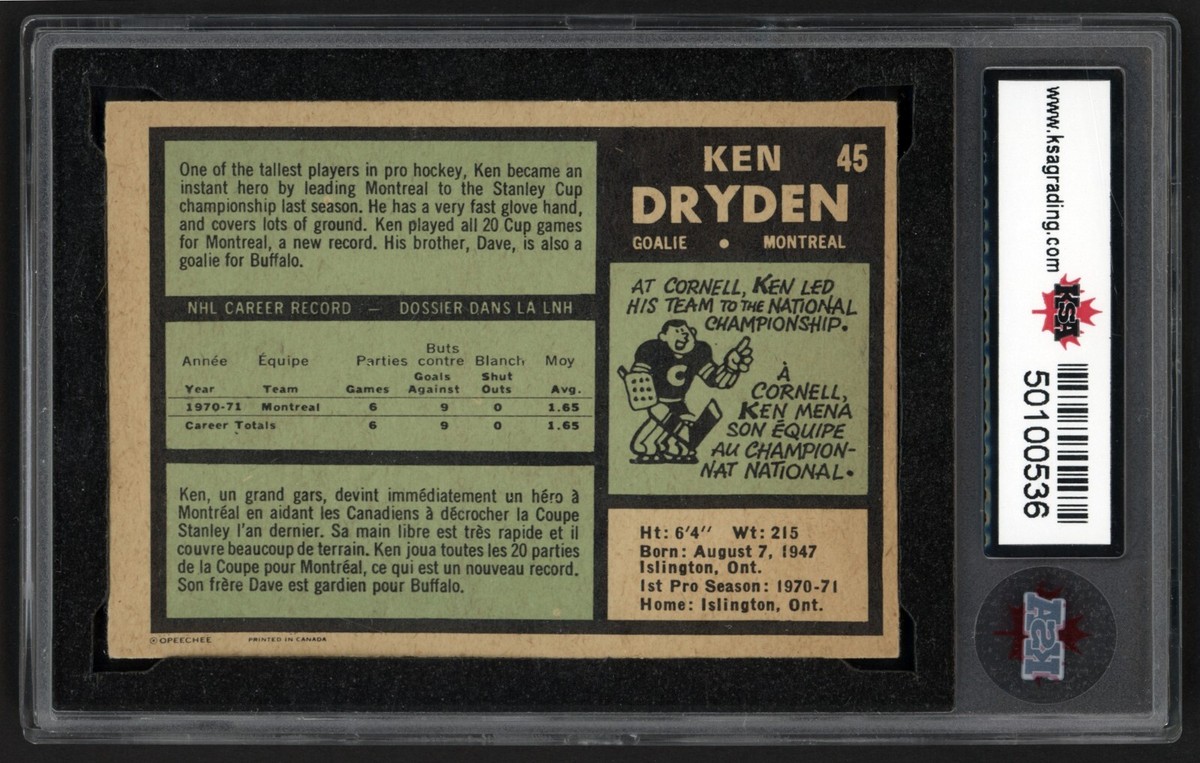 One of the tallest players in pro hockey, Ken became an
instant hero by leading Montreal to the Stanley Cup
championship last season. He has a very fast glove hand,
and covers lots of ground. Ken played all 20 Cup games
for Montreal, a new record. His brother, Dave, is also a
goalie for Buffalo.
NHL CAREER RECORD — DOSSIER DANS LA LNH
Année Équipe Parties Buts contre Blanch Moy
Year Team Games Goals Against Shut Outs Avg.
1970-71 Montreal 6 9 0 1.65
Career Totals 6 9 0 1.65
Ken, un grand gars, devint immédiatement un héro à
Montréal en aidant les Canadiens à décrocher la Coupe
Stanley l'an dernier. Sa main libre est très rapide et il
couvre beaucoup de terrain. Ken joua toutes les 20 parties
de la Coupe pour Montréal, ce qui est un nouveau record.
Son frère Dave est gardien pour Buffalo.
© OPEECHEE PRINTED IN CANADA
KEN 45
DRYDEN
GOALIE • MONTREAL
AT CORNELL, KEN LED
HIS TEAM TO THE NATIONAL
CHAMPIONSHIP.
C
À
CORNELL,
KEN MENA
SON ÉQUIPE
AU CHAMPION-
NAT NATIONAL.
Ht: 6'4" Wt: 215
Born: August 7, 1947
Islington, Ont.
1st Pro Season: 1970-71
Home: Islington, Ont.
www.ksagrading.com
KSA
50100536
KSA